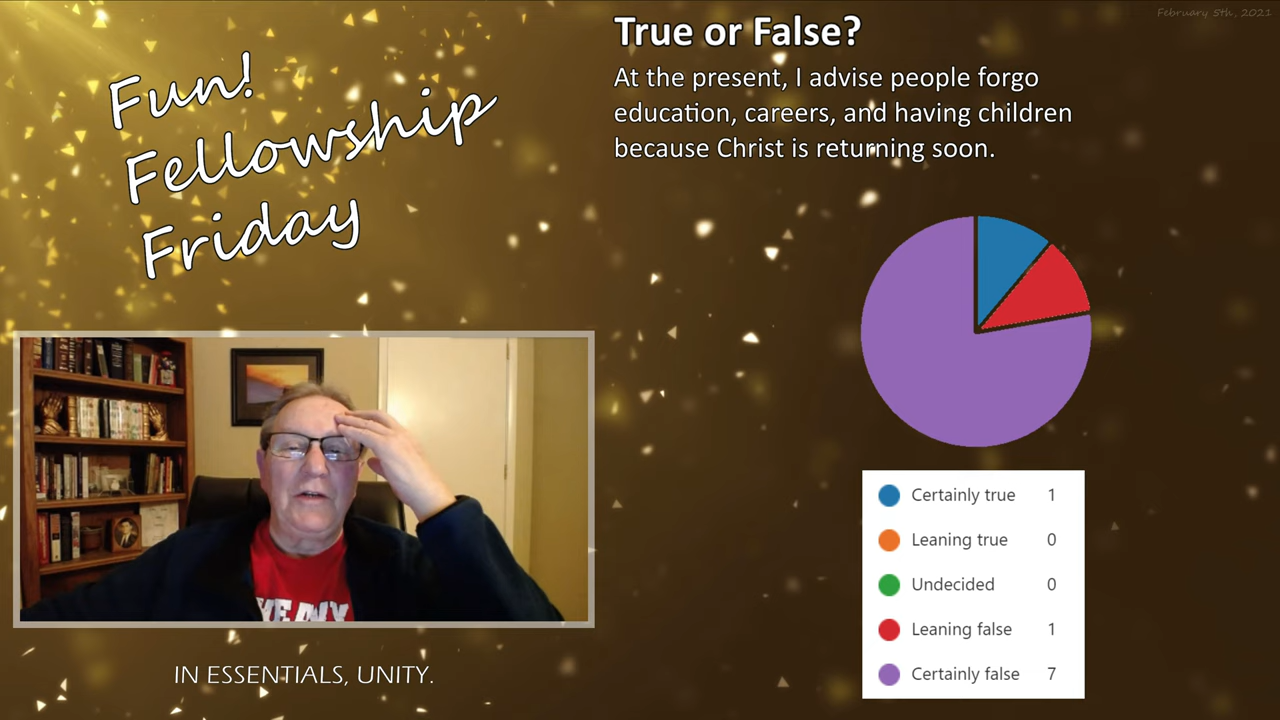 February 5th, 2021
Fun!
Fellowship
Friday
True or False?
At the present, I advise people forgo
education, careers, and having children
because Christ is returning soon.
Certainly true 1
Leaning true 0
Undecided 0
Leaning false 1
Certainly false 7
IN ESSENTIALS, UNITY.